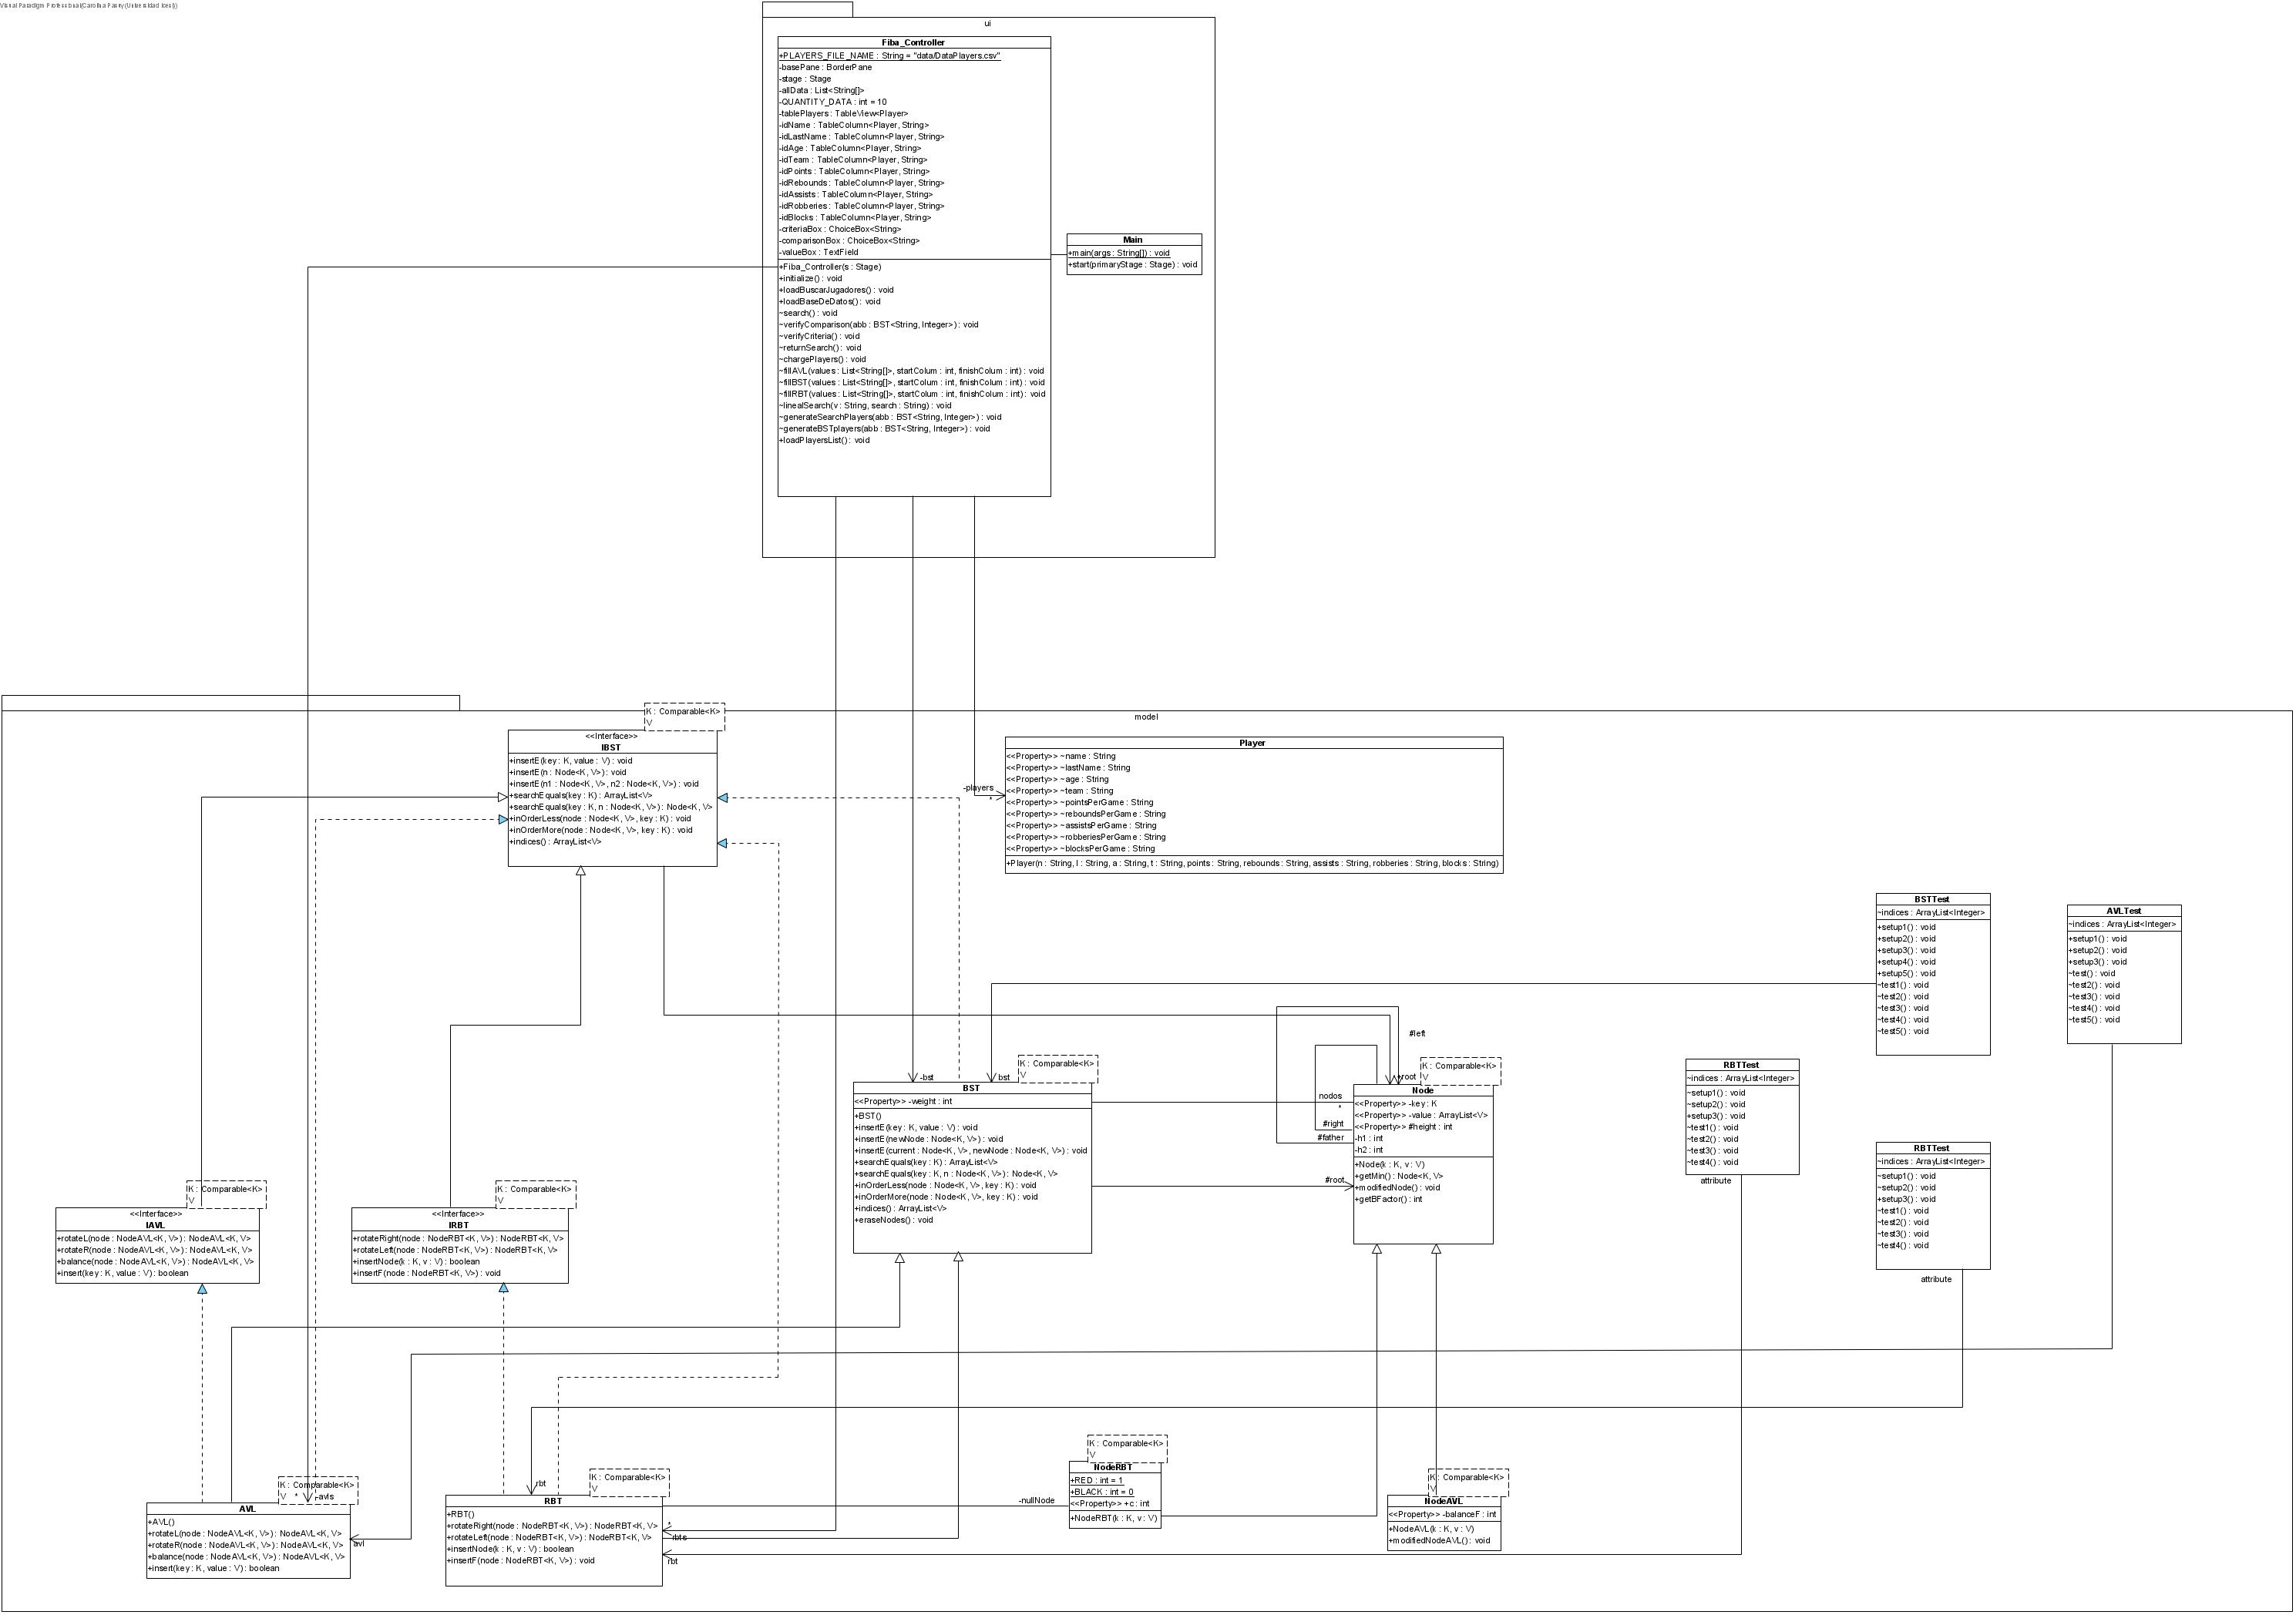 Visual Paradigm Professional(Carolina Pasuy(Universidad Icesi))
ui
Fiba_Controller
+PLAYERS_FILE_NAME : String = "data/DataPlayers.csv"
-basePane : BorderPane
-stage : Stage
-allData : List<String[]>
-QUANTITY_DATA : int = 10
-tablePlayers : TableView<Player>
-idName : TableColumn<Player, String>
-idLastName : TableColumn<Player, String>
-idAge : TableColumn<Player, String>
-idTeam : TableColumn<Player, String>
-idPoints : TableColumn<Player, String>
-idRebounds : TableColumn<Player, String>
-idAssists : TableColumn<Player, String>
-idRobberies : TableColumn<Player, String>
-idBlocks : TableColumn<Player, String>
-criteriaBox : ChoiceBox<String>
-comparisonBox : ChoiceBox<String>
-valueBox : TextField
+Fiba_Controller(s : Stage)
+initialize() : void
+loadBuscarJugadores() : void
+loadBaseDeDatos() : void
~search() : void
~verifyComparison(abb : BST<String, Integer>) : void
~verifyCriteria() : void
~returnSearch() : void
~chargePlayers() : void
~fillAVL(values : List<String[]>, startColum : int, finishColum : int) : void
~fillBST(values : List<String[]>, startColum : int, finishColum : int) : void
~fillRBT(values : List<String[]>, startColum : int, finishColum : int) : void
~linealSearch(v : String, search : String) : void
~generateSearchPlayers(abb : BST<String, Integer>) : void
~generateBSTplayers(abb : BST<String, Integer>) : void
+loadPlayersList() : void
Main
+main(args : String[]) : void
+start(primaryStage : Stage) : void
model
K : Comparable<K>
V
<<Interface>>
IBST
+insertE(key : K, value : V) : void
+insertE(n : Node<K, V>) : void
+insertE(n1 : Node<K, V>, n2 : Node<K, V>) : void
+searchEquals(key : K) : ArrayList<V>
+searchEquals(key : K, n : Node<K, V>) : Node<K, V>
+inOrderLess(node : Node<K, V>, key : K) : void
+inOrderMore(node : Node<K, V>, key : K) : void
+indices() : ArrayList<V>
-players
*
Player
<<Property>> ~name : String
<<Property>> ~lastName : String
<<Property>> ~age : String
<<Property>> ~team : String
<<Property>> ~pointsPerGame : String
<<Property>> ~reboundsPerGame : String
<<Property>> ~assistsPerGame : String
<<Property>> ~robberiesPerGame : String
<<Property>> ~blocksPerGame : String
+Player(n : String, l : String, a : String, t : String, points : String, rebounds : String, assists : String, robberies : String, blocks : String)
BSTTest
~indices : ArrayList<Integer>
+setup1() : void
+setup2() : void
+setup3() : void
+setup4() : void
+setup5() : void
~test1() : void
~test2() : void
~test3() : void
~test4() : void
~test5() : void
AVLTest
~indices : ArrayList<Integer>
+setup1() : void
+setup2() : void
+setup3() : void
~test() : void
~test2() : void
~test3() : void
~test4() : void
~test5() : void
-bst
bst
K : Comparable<K>
V
BST
<<Property>> -weight : int
+BST()
+insertE(key : K, value : V) : void
+insertE(newNode : Node<K, V>) : void
+insertE(current : Node<K, V>, newNode : Node<K, V>) : void
+searchEquals(key : K) : ArrayList<V>
+searchEquals(key : K, n : Node<K, V>) : Node<K, V>
+inOrderLess(node : Node<K, V>, key : K) : void
+inOrderMore(node : Node<K, V>, key : K) : void
+indices() : ArrayList<V>
+eraseNodes() : void
#left
+root
nodos
*
#right
#father
#root
K : Comparable<K>
V
Node
<<Property>> -key : K
<<Property>> -value : ArrayList<V>
<<Property>> #height : int
-h1 : int
-h2 : int
+Node(k : K, v : V)
+getMin() : Node<K, V>
+modifiedNode() : void
+getBFactor() : int
RBTTest
~indices : ArrayList<Integer>
~setup1() : void
~setup2() : void
+setup3() : void
~test1() : void
~test2() : void
~test3() : void
~test4() : void
attribute
RBTTest
~indices : ArrayList<Integer>
~setup1() : void
~setup2() : void
+setup3() : void
~test1() : void
~test2() : void
~test3() : void
~test4() : void
attribute
K : Comparable<K>
V
<<Interface>>
IAVL
+rotateL(node : NodeAVL<K, V>) : NodeAVL<K, V>
+rotateR(node : NodeAVL<K, V>) : NodeAVL<K, V>
+balance(node : NodeAVL<K, V>) : NodeAVL<K, V>
+insert(key : K, value : V) : boolean
K : Comparable<K>
V
<<Interface>>
IRBT
+rotateRight(node : NodeRBT<K, V>) : NodeRBT<K, V>
+rotateLeft(node : NodeRBT<K, V>) : NodeRBT<K, V>
+insertNode(k : K, v : V) : boolean
+insertF(node : NodeRBT<K, V>) : void
K : Comparable<K>
V
* -avls
AVL
+AVL()
+rotateL(node : NodeAVL<K, V>) : NodeAVL<K, V>
+rotateR(node : NodeAVL<K, V>) : NodeAVL<K, V>
+balance(node : NodeAVL<K, V>) : NodeAVL<K, V>
+insert(key : K, value : V) : boolean
avl
rbt
K : Comparable<K>
V
RBT
+RBT()
+rotateRight(node : NodeRBT<K, V>) : NodeRBT<K, V>
+rotateLeft(node : NodeRBT<K, V>) : NodeRBT<K, V>
+insertNode(k : K, v : V) : boolean
+insertF(node : NodeRBT<K, V>) : void
-nullNode
*
-rbts
rbt
K : Comparable<K>
V
NodeRBT
+RED : int = 1
+BLACK : int = 0
<<Property>> +c : int
+NodeRBT(k : K, v : V)
K : Comparable<K>
V
NodeAVL
<<Property>> -balanceF : int
+NodeAVL(k : K, v : V)
+modifiedNodeAVL() : void